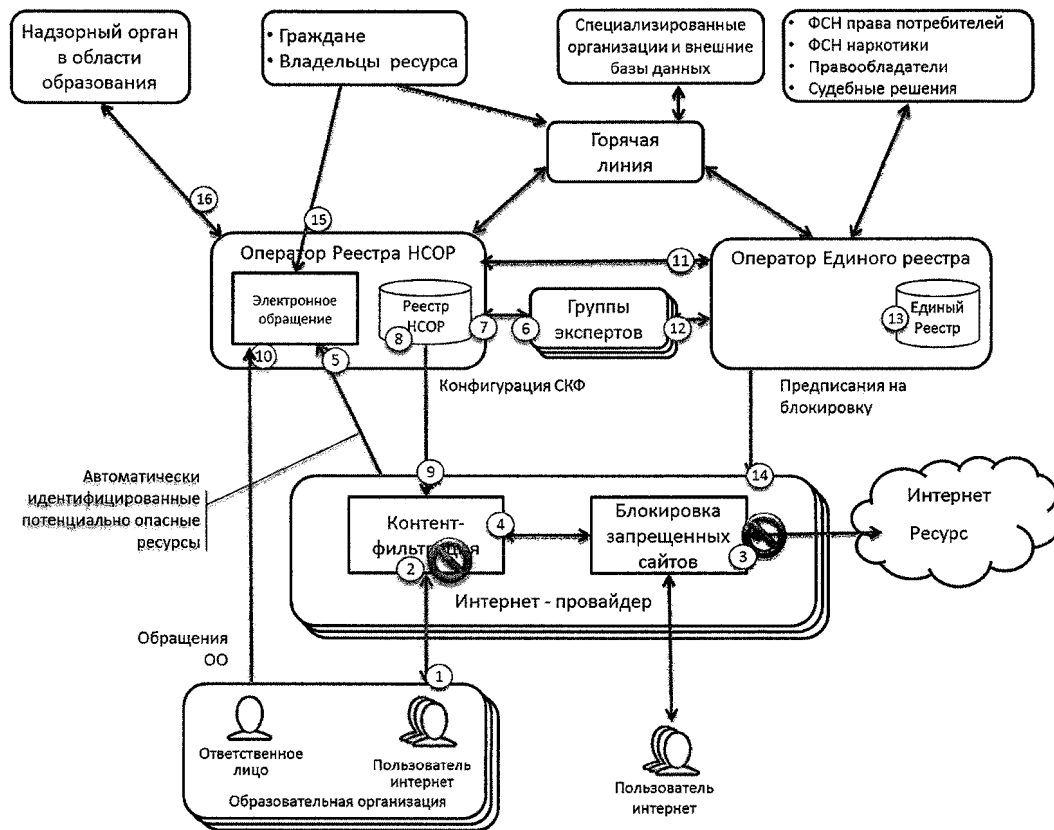 Надзорный орган
в области
образования
• Граждане
• Владельцы ресурса
Специализированные
организации и внешние
базы данных
• ФСН права потребителей
• ФСН наркотики
• Правообладатели
• Судебные решения
Горячая
линия
16
15
Оператор Реестра НСОР
Электронное
обращение
Реестр
НСОР
8
10
5
7
6
Группы
экспертов
12
11
Оператор Единого реестра
13
Единый
Реестр
Конфигурация СКФ
Предписания на
блокировку
Автоматически
идентифицированные
потенциально опасные
ресурсы
9
14
Контент-
фильтрация
2
4
Блокировка
запрещенных
сайтов
3
Интернет - провайдер
Интернет
Ресурс
Обращения
ОО
1
Ответственное
лицо
Пользователь
интернет
Образовательная организация
Пользователь
интернет